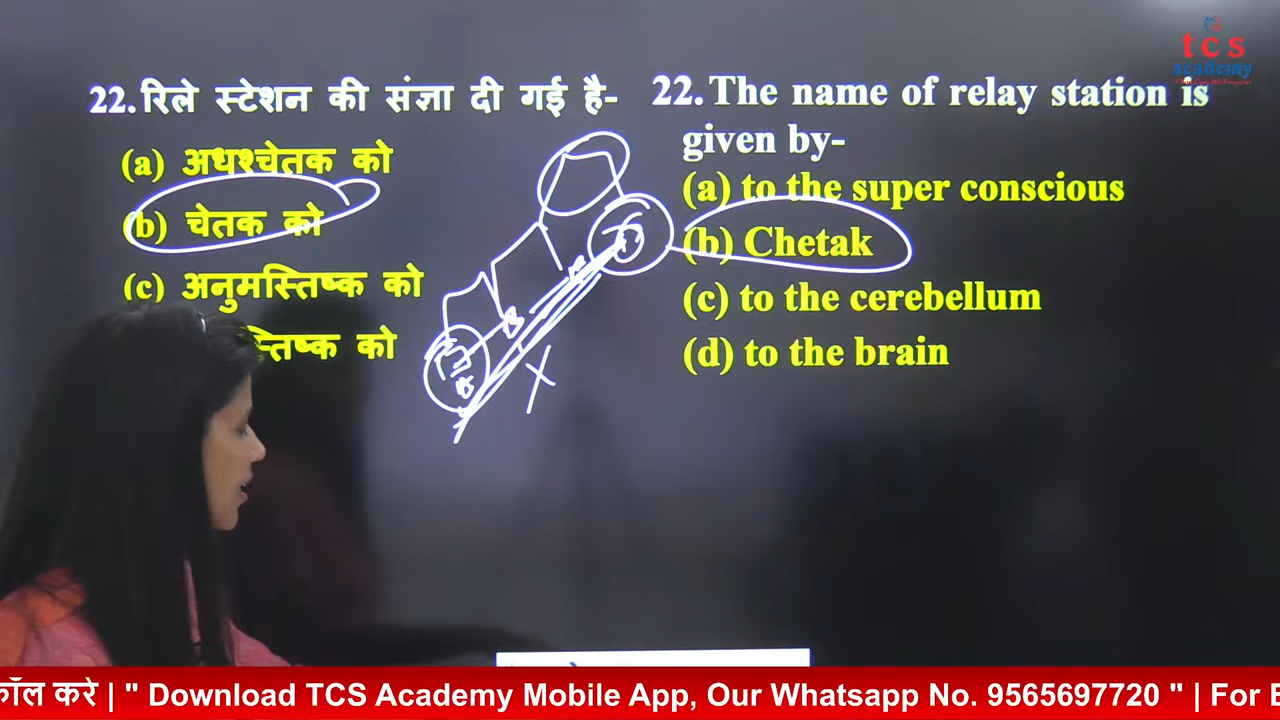 tcs
academy
22. रिले स्टेशन की संज्ञा दी गई है-
(a) अधश्चेतक को
(b) चेतक को
(c) अनुमस्तिष्क को
स्तिष्क को
22. The name of relay station is
given by-
(a) to the super conscious
(b) Chetak
(c) to the cerebellum
(d) to the brain
कॉल करे | " Download TCS Academy Mobile App, Our Whatsapp No. 9565697720 " | For E